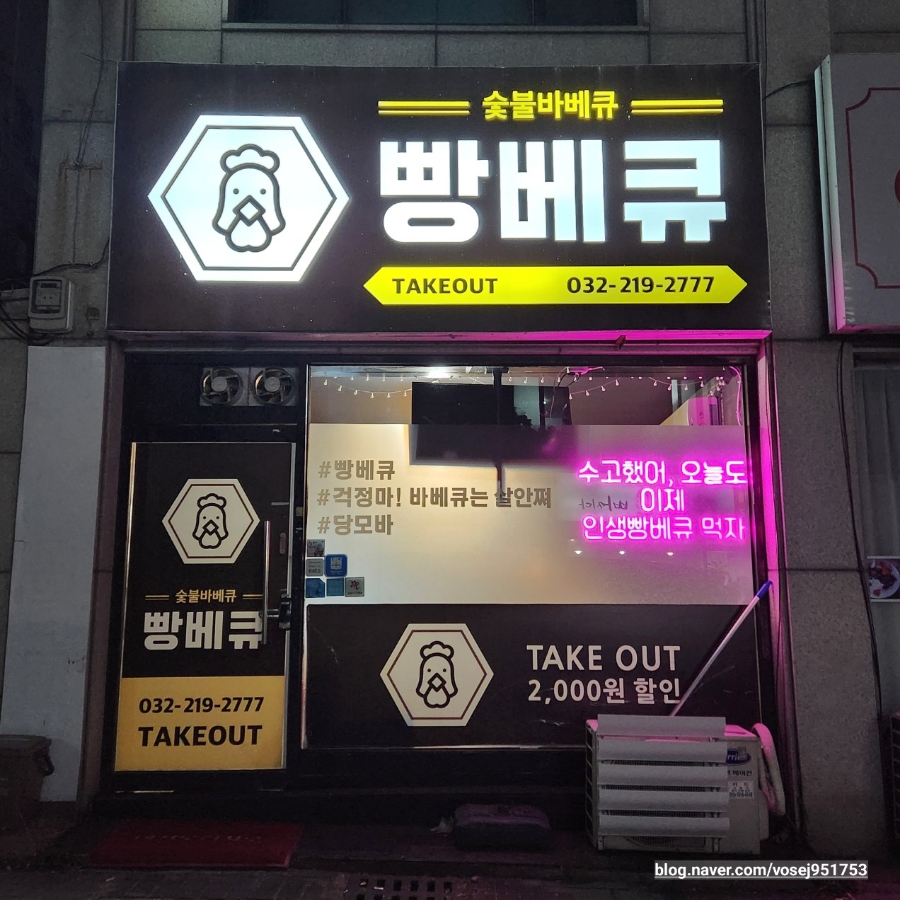 숯불바베큐
빵베큐
TAKEOUT 032-219-2777
#빵베큐
#걱정마! 바베큐는 살안쪄
#당모바
수고했어, 오늘도
이제
인생빵베큐 먹자
숯불바베큐
빵베큐
032-219-2777
TAKEOUT
TAKE OUT
2,000원 할인
blog.naver.com/vosej951753